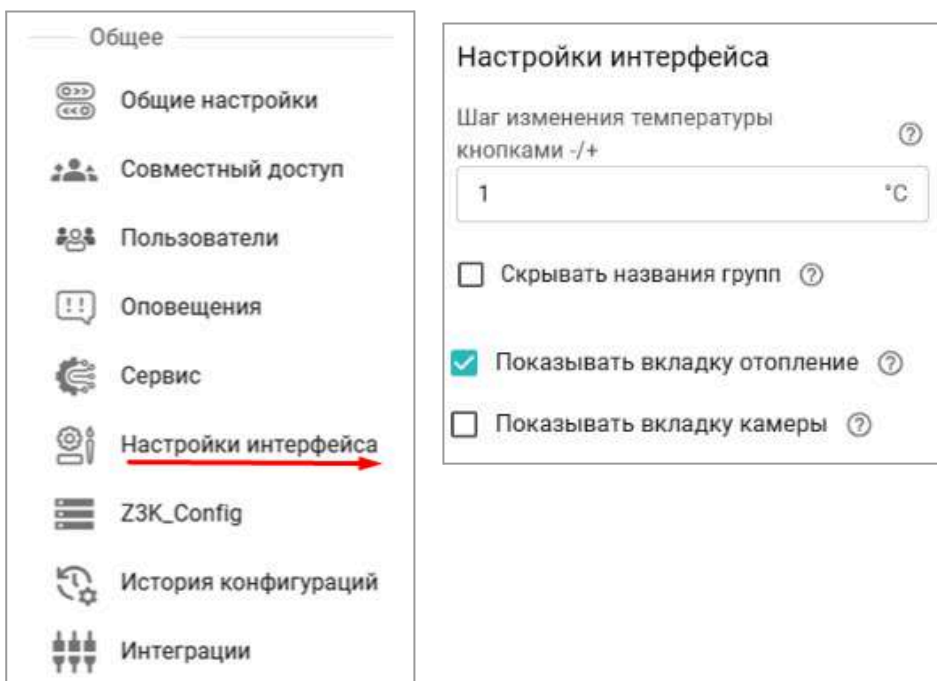 Общее
Общие настройки
Совместный доступ
Пользователи
Оповещения
Сервис
Настройки интерфейса
Z3K_Config
История конфигураций
Интеграции
Настройки интерфейса
Шаг изменения температуры
кнопками -/+
1 °C
Скрывать названия групп
Показывать вкладку отопление
Показывать вкладку камеры